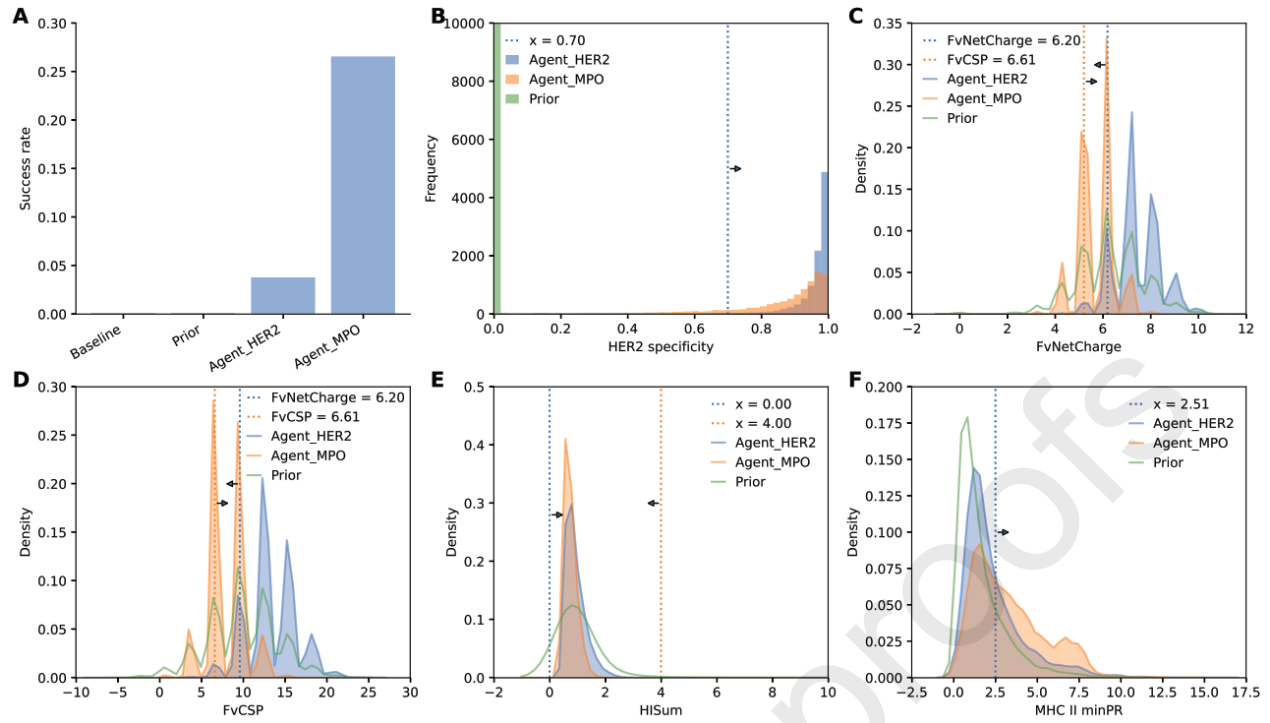 A
Success rate
0.30
0.25
0.20
0.15
0.10
0.05
0.00
Baseline
Prior
Agent_HER2
Agent_MPO
B
Frequency
10000
8000
6000
4000
2000
0
x = 0.70
Agent_HER2
Agent_MPO
Prior
0.0 0.2 0.4 0.6 0.8 1.0
HER2 specificity
C
Density
0.35
0.30
0.25
0.20
0.15
0.10
0.05
0.00
FvNetCharge = 6.20
FvCSP = 6.61
Agent_HER2
Agent_MPO
Prior
−2 0 2 4 6 8 10 12
FvNetCharge
D
Density
0.30
0.25
0.20
0.15
0.10
0.05
0.00
FvNetCharge = 6.20
FvCSP = 6.61
Agent_HER2
Agent_MPO
Prior
−10 −5 0 5 10 15 20 25 30
FvCSP
E
Density
0.5
0.4
0.3
0.2
0.1
0.0
x = 0.00
x = 4.00
Agent_HER2
Agent_MPO
Prior
−2 0 2 4 6 8 10
HISum
F
Density
0.200
0.175
0.150
0.125
0.100
0.075
0.050
0.025
0.000
x = 2.51
Agent_HER2
Agent_MPO
Prior
−2.5 0.0 2.5 5.0 7.5 10.0 12.5 15.0 17.5
MHC II minPR
proofs